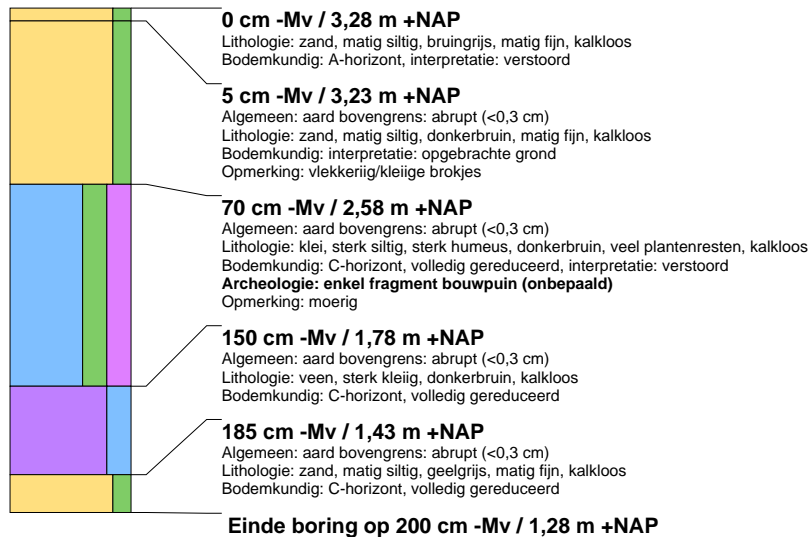 0 cm -Mv / 3,28 m +NAP
Lithologie: zand, matig siltig, bruingrijs, matig fijn, kalkloos
Bodemkundig: A-horizont, interpretatie: verstoord
5 cm -Mv / 3,23 m +NAP
Algemeen: aard bovengrens: abrupt (<0,3 cm)
Lithologie: zand, matig siltig, donkerbruin, matig fijn, kalkloos
Bodemkundig: interpretatie: opgebrachte grond
Opmerking: vlekkeriig/kleiige brokjes
70 cm -Mv / 2,58 m +NAP
Algemeen: aard bovengrens: abrupt (<0,3 cm)
Lithologie: klei, sterk siltig, sterk humeus, donkerbruin, veel plantenresten, kalkloos
Bodemkundig: C-horizont, volledig gereduceerd, interpretatie: verstoord
Archeologie: enkel fragment bouwpuin (onbepaald)
Opmerking: moerig
150 cm -Mv / 1,78 m +NAP
Algemeen: aard bovengrens: abrupt (<0,3 cm)
Lithologie: veen, sterk kleiig, donkerbruin, kalkloos
Bodemkundig: C-horizont, volledig gereduceerd
185 cm -Mv / 1,43 m +NAP
Algemeen: aard bovengrens: abrupt (<0,3 cm)
Lithologie: zand, matig siltig, geelgrijs, matig fijn, kalkloos
Bodemkundig: C-horizont, volledig gereduceerd
Einde boring op 200 cm -Mv / 1,28 m +NAP